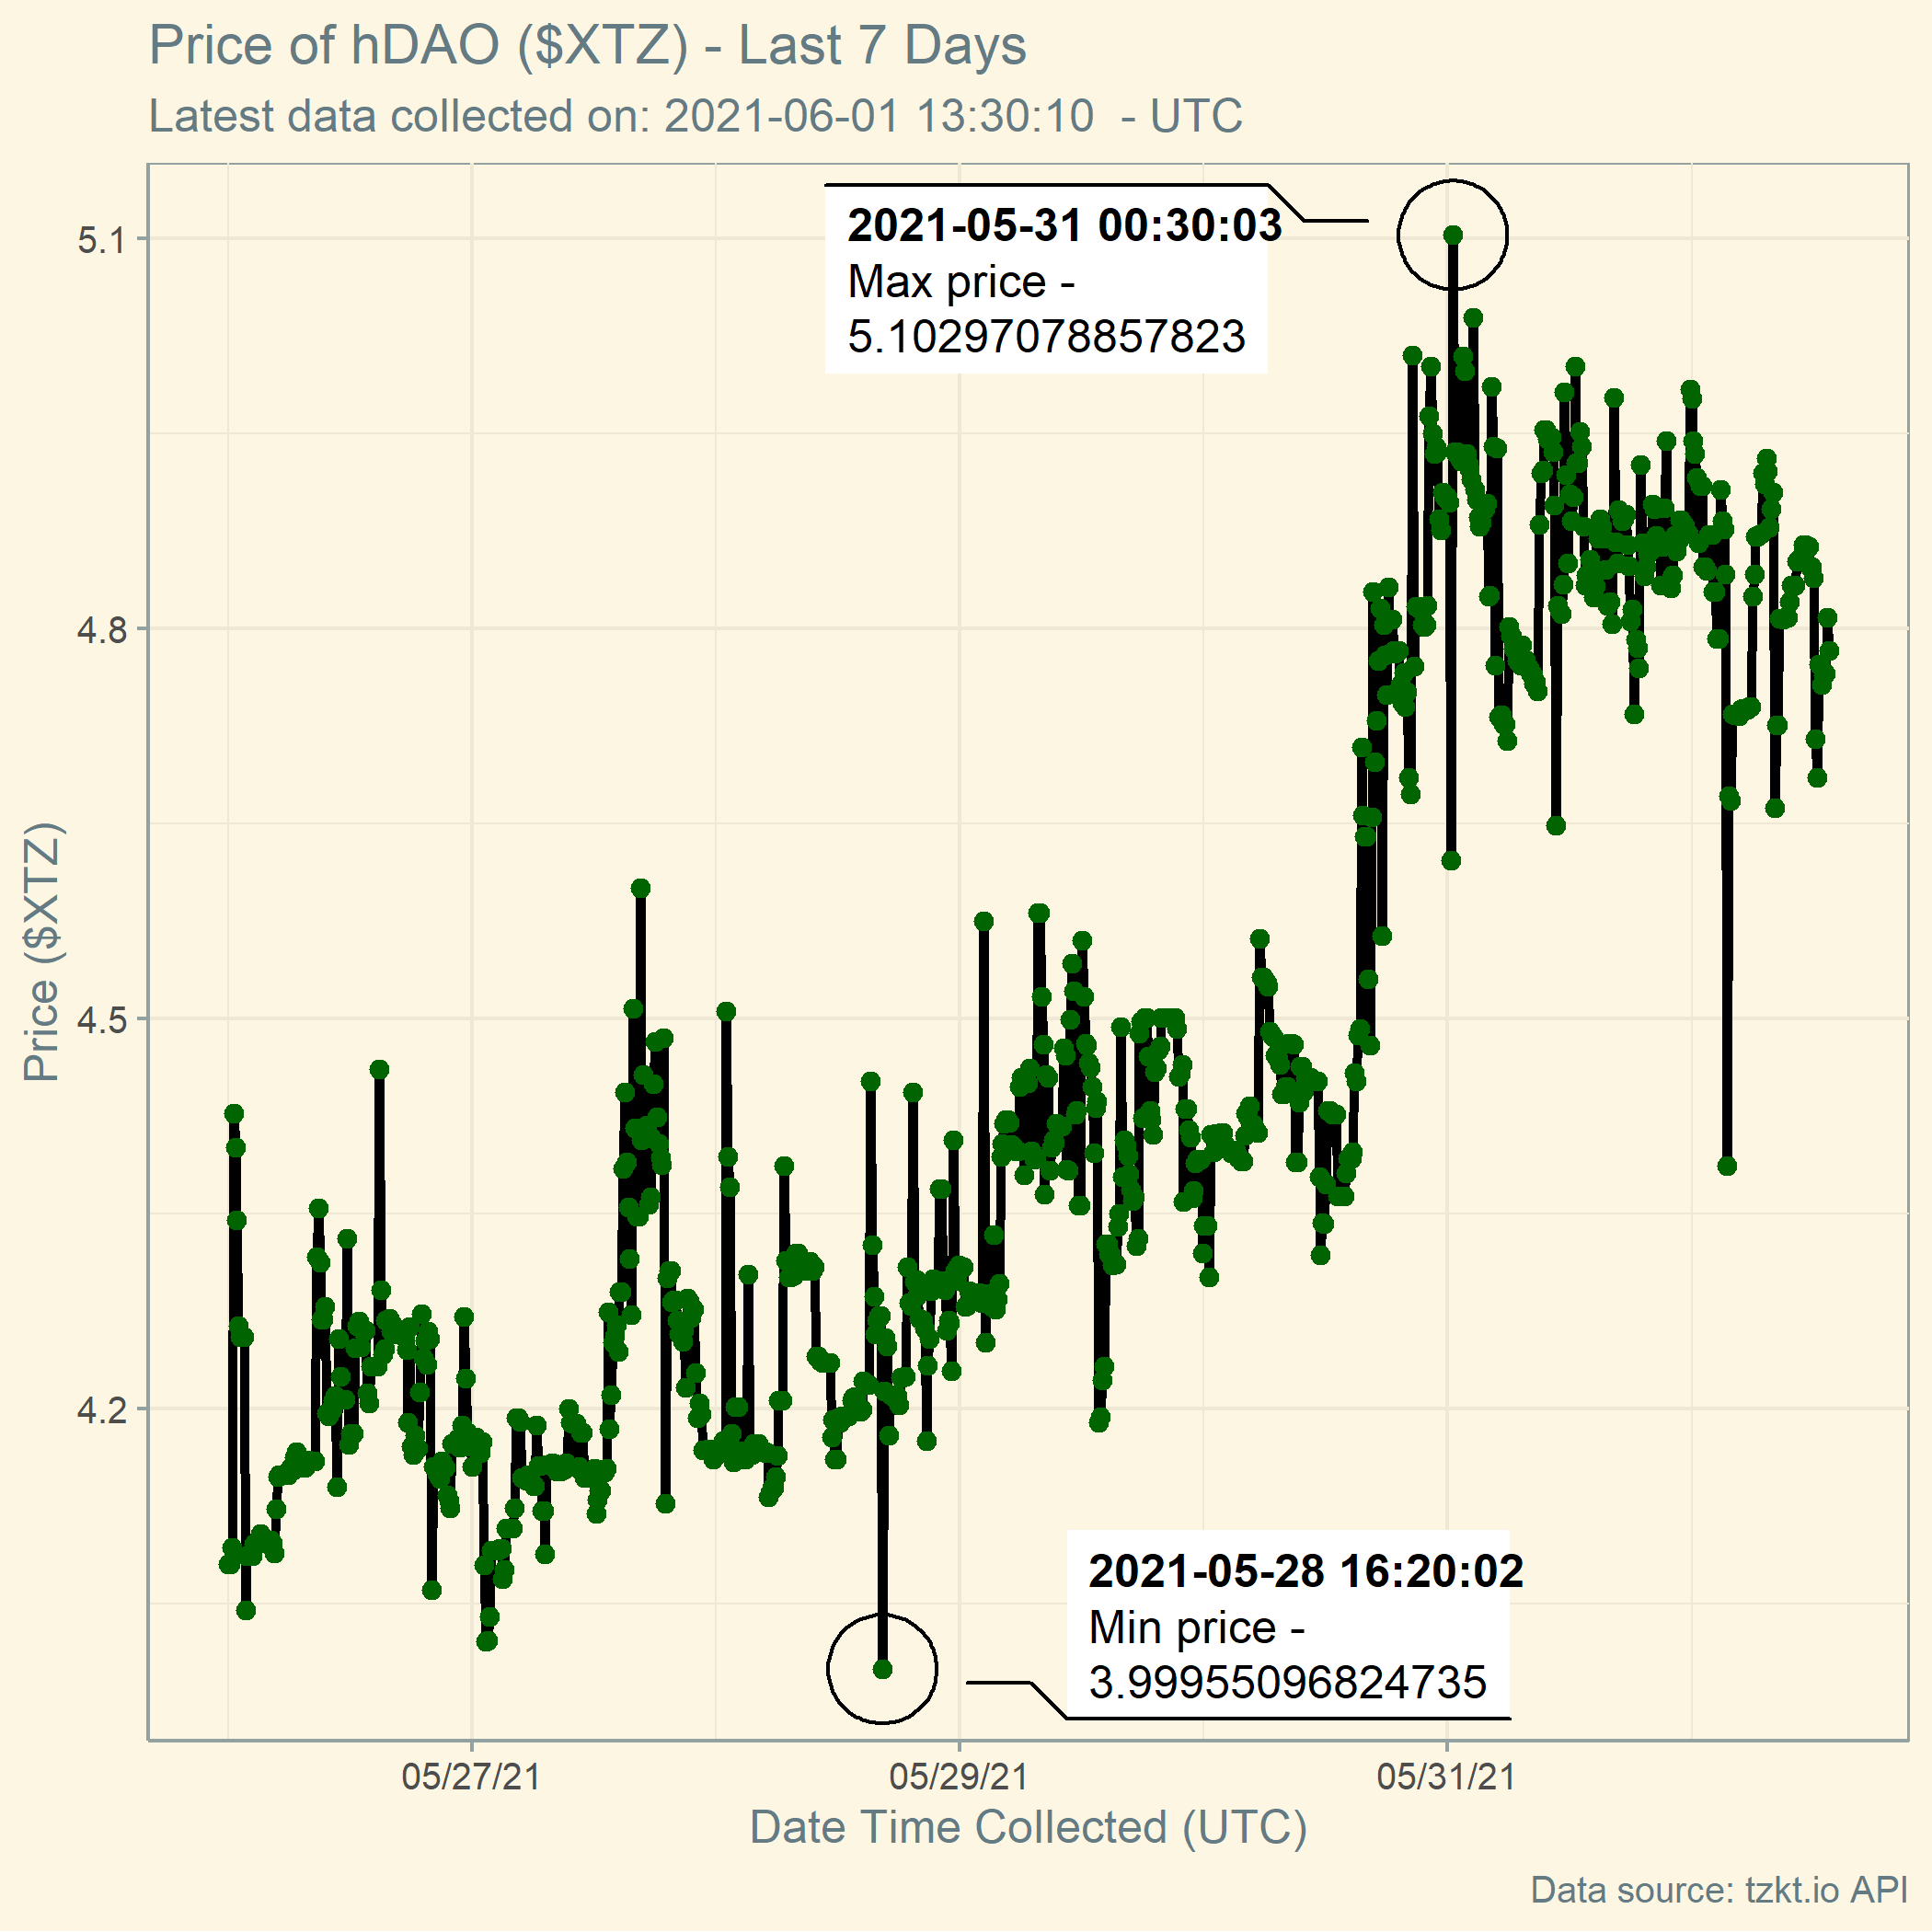 Price of hDAO ($XTZ) - Last 7 Days
Latest data collected on: 2021-06-01 13:30:10  - UTC
2021-05-31 00:30:03
Max price -
5.10297078857823
5.1
4.8
4.5
4.2
Price ($XTZ)
2021-05-28 16:20:02
Min price -
3.99955096824735
05/27/21
05/29/21
05/31/21
Date Time Collected (UTC)
Data source: tzkt.io API